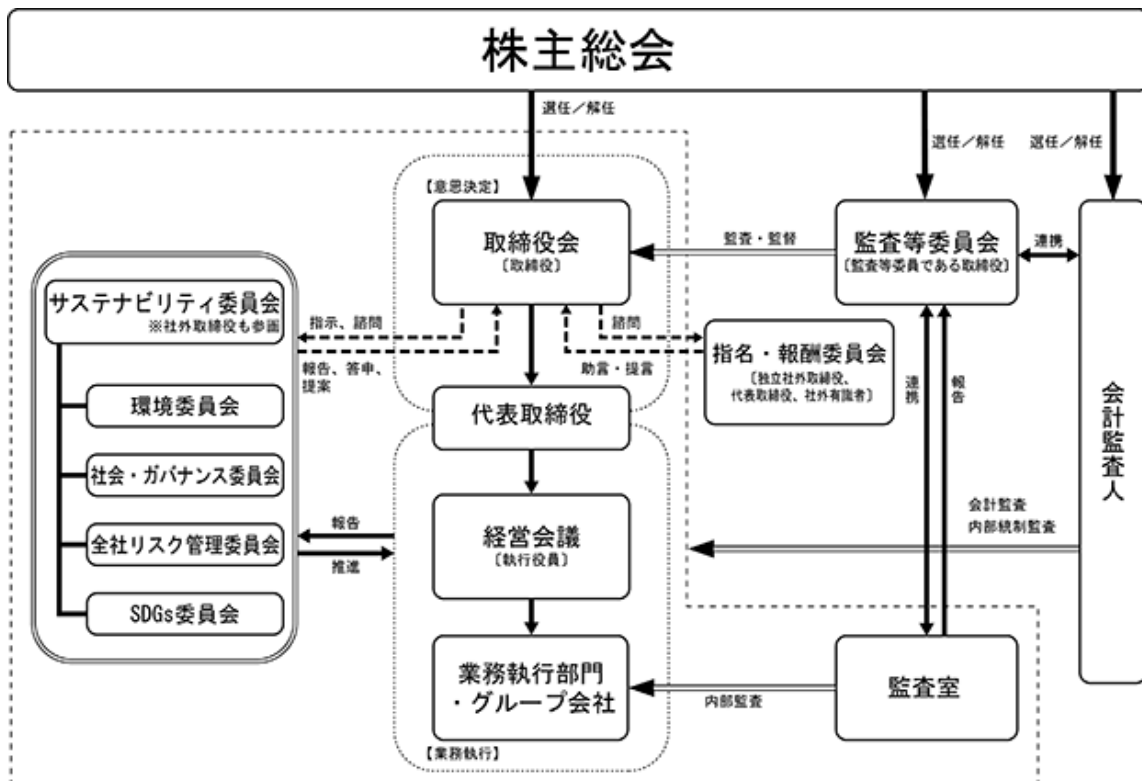 株主総会
選任/解任
選任/解任
選任/解任
【意思決定】
取締役会
〔取締役〕
監査・監督
監査等委員会
〔監査等委員である取締役〕
連携
サステナビリティ委員会
※社外取締役も参画
指示、諮問
報告、答申、
提案
諮問
助言・提言
指名・報酬委員会
〔独立社外取締役、
代表取締役、社外有識者〕
連携
報告
会計監査人
環境委員会
代表取締役
社会・ガバナンス委員会
全社リスク管理委員会
SDGs委員会
報告
推進
経営会議
〔執行役員〕
会計監査
内部統制監査
業務執行部門
・グループ会社
内部監査
監査室
【業務執行】